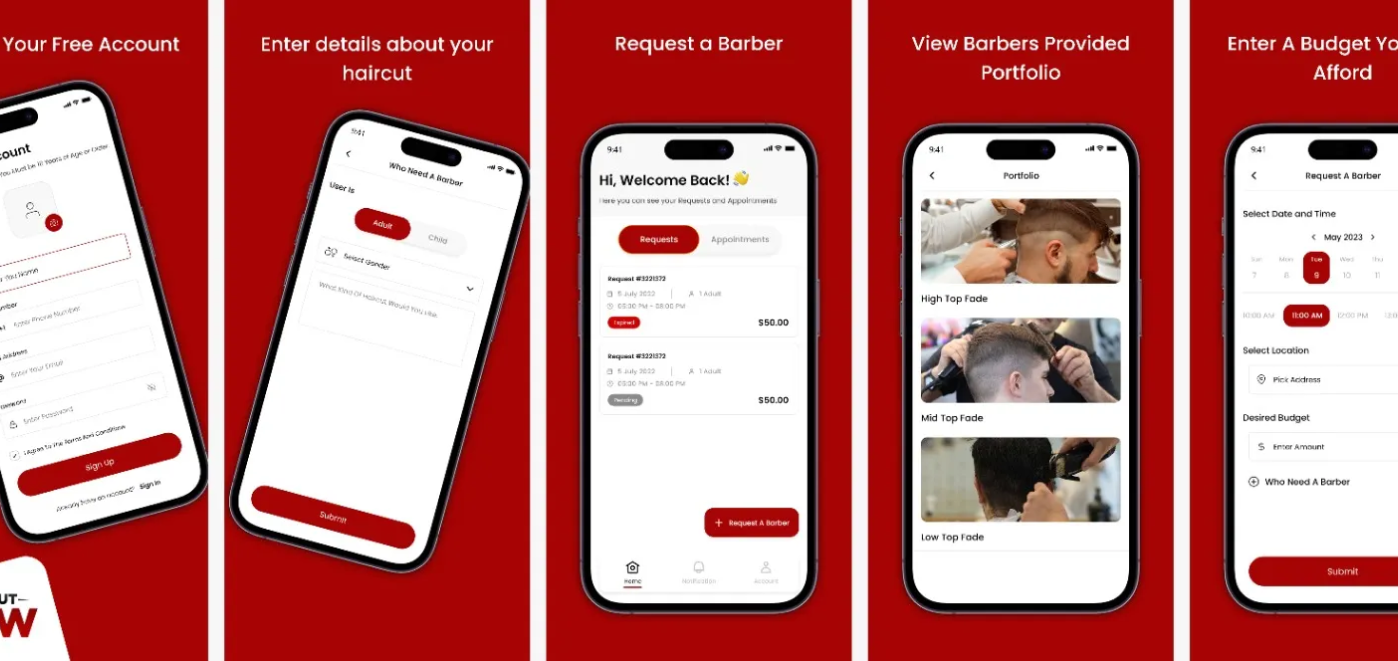 Your Free Account
9:41
count
You Must be 18 Years of Age or Older
r You Name
umber
Enter Phone Number
Address
Enter Your Email
assword
Enter Password
I Agree To The Terms And Conditions
Sign Up
Already have an account? Sign In
UT
W
Enter details about your
haircut
9:41
Who Need A Barber
User Is
Adult
Child
Select Gender
What Kind Of Haircut Would You Like
Submit
Request a Barber
9:41
Hi, Welcome Back! 👋
Here you can see your Requests and Appointments
Requests
Appointments
Request #3221372
5 July 2022
1 Adult
05:00 PM - 08:00 PM
Expired
$50.00
Request #3221372
5 July 2022
1 Adult
05:00 PM - 08:00 PM
Pending
$50.00
+ Request A Barber
Home
Notification
Account
View Barbers Provided
Portfolio
9:41
Portfolio
High Top Fade
Mid Top Fade
Low Top Fade
Enter A Budget Yo
Afford
9:41
Request A Barber
Select Date and Time
< May 2023 >
Sun Mon Tue Wed Thu
7 8 9 10 11
10:00 AM 11:00 AM 12:00 PM
Select Location
Pick Address
Desired Budget
$ Enter Amount
Who Need A Barber
Submit